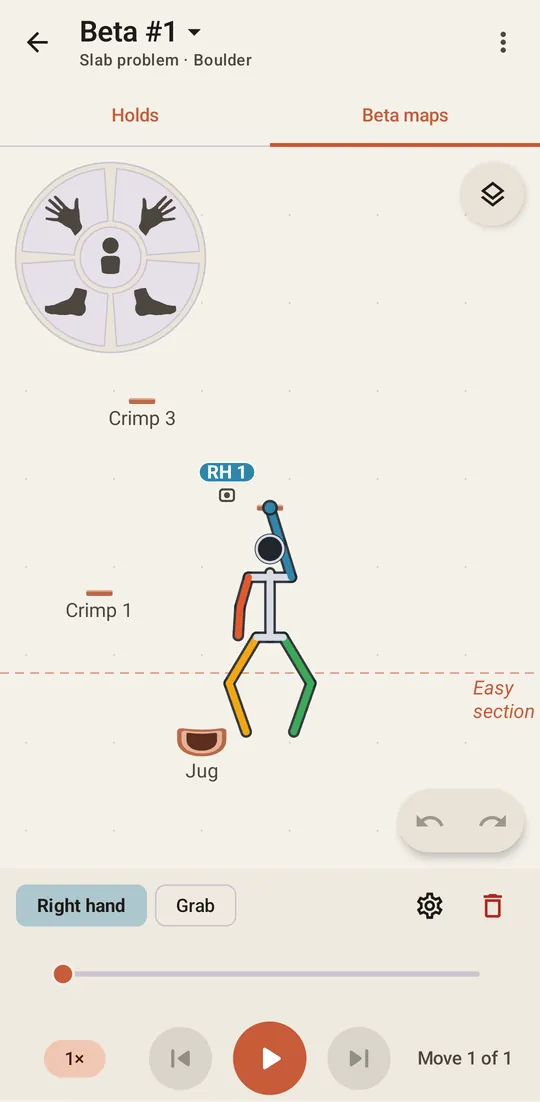 Beta #1
Slab problem · Boulder
Holds
Beta maps
Crimp 3
RH 1
Crimp 1
Easy
section
Jug
Right hand
Grab
1×
Move 1 of 1